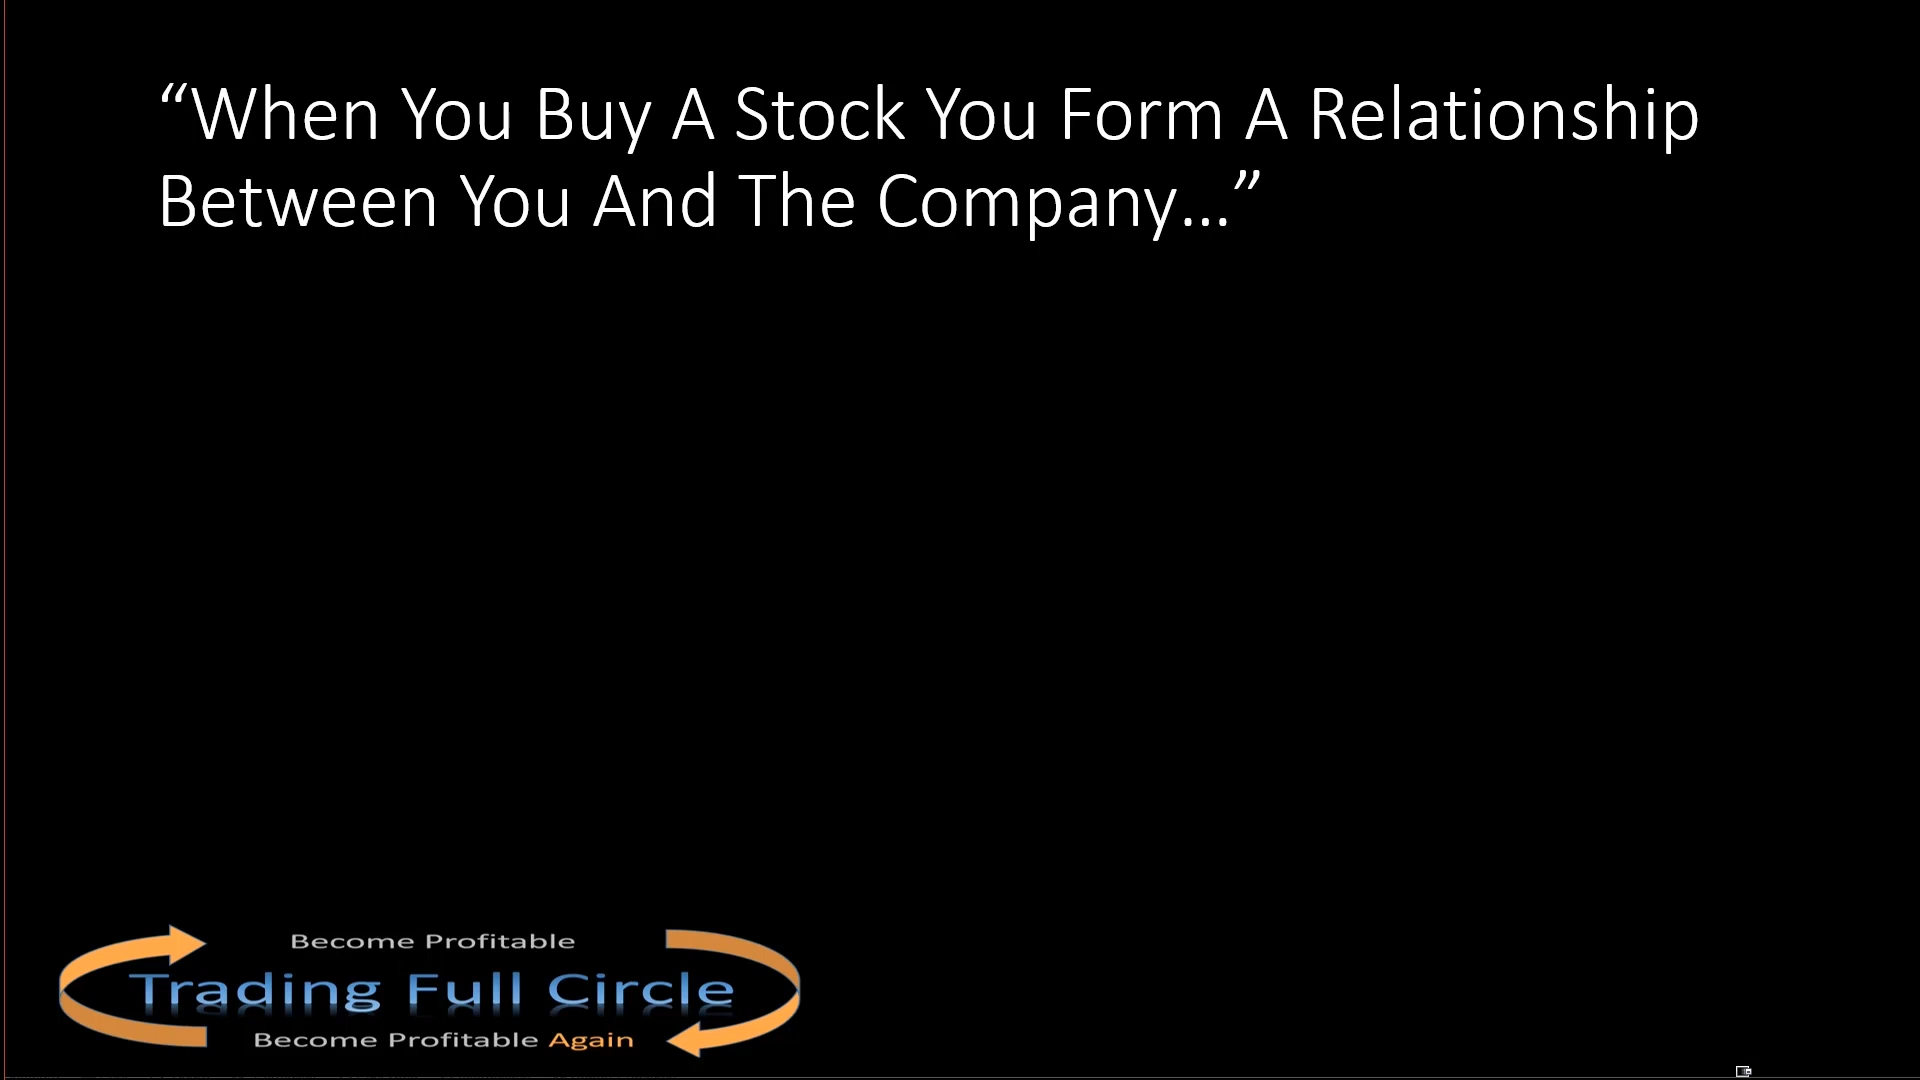 “When You Buy A Stock You Form A Relationship
Between You And The Company...”
Become Profitable
Trading Full Circle
Become Profitable Again